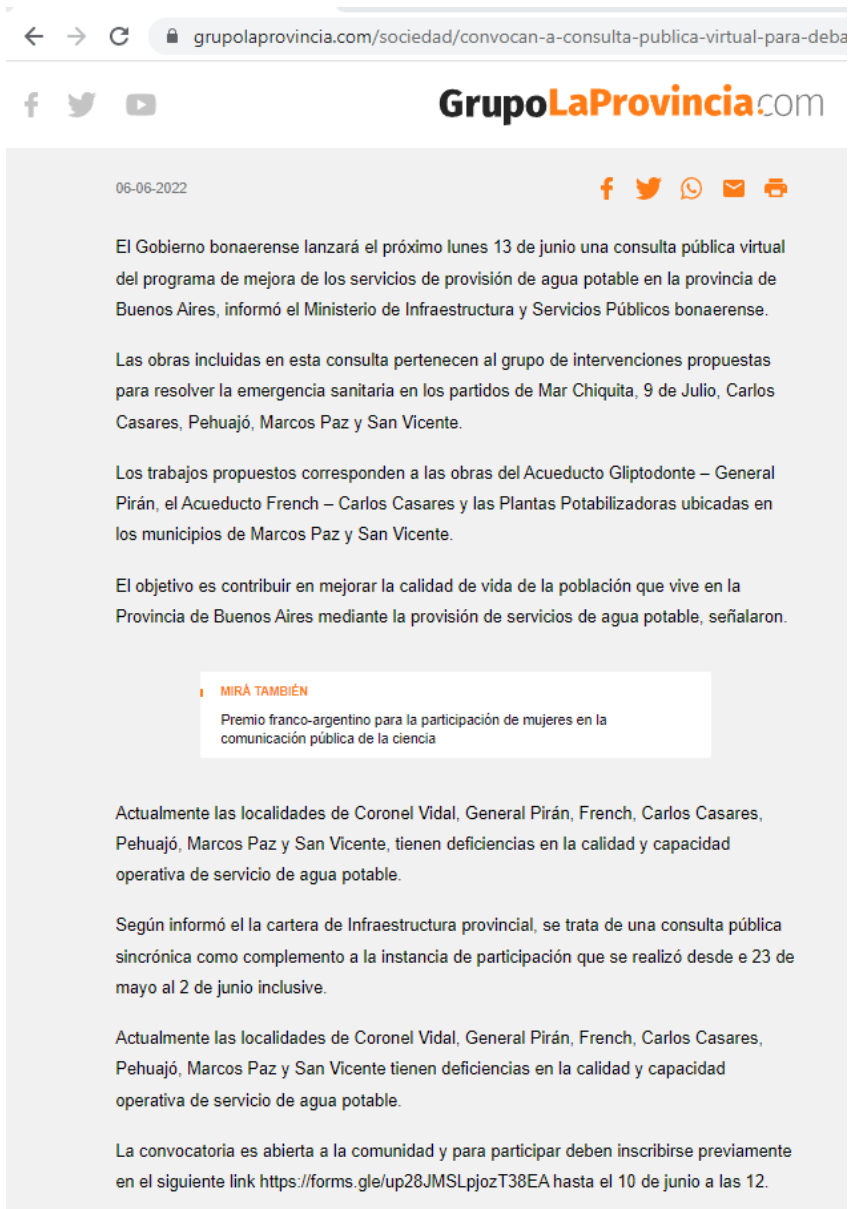 grupolaprovincia.com/sociedad/convocan-a-consulta-publica-virtual-para-deba
GrupoLaProvincia.com
06-06-2022
El Gobierno bonaerense lanzará el próximo lunes 13 de junio una consulta pública virtual
del programa de mejora de los servicios de provisión de agua potable en la provincia de
Buenos Aires, informó el Ministerio de Infraestructura y Servicios Públicos bonaerense.
Las obras incluidas en esta consulta pertenecen al grupo de intervenciones propuestas
para resolver la emergencia sanitaria en los partidos de Mar Chiquita, 9 de Julio, Carlos
Casares, Pehuajó, Marcos Paz y San Vicente.
Los trabajos propuestos corresponden a las obras del Acueducto Gliptodonte – General
Pirán, el Acueducto French – Carlos Casares y las Plantas Potabilizadoras ubicadas en
los municipios de Marcos Paz y San Vicente.
El objetivo es contribuir en mejorar la calidad de vida de la población que vive en la
Provincia de Buenos Aires mediante la provisión de servicios de agua potable, señalaron.
MIRÁ TAMBIÉN
Premio franco-argentino para la participación de mujeres en la
comunicación pública de la ciencia
Actualmente las localidades de Coronel Vidal, General Pirán, French, Carlos Casares,
Pehuajó, Marcos Paz y San Vicente, tienen deficiencias en la calidad y capacidad
operativa de servicio de agua potable.
Según informó el la cartera de Infraestructura provincial, se trata de una consulta pública
sincrónica como complemento a la instancia de participación que se realizó desde e 23 de
mayo al 2 de junio inclusive.
Actualmente las localidades de Coronel Vidal, General Pirán, French, Carlos Casares,
Pehuajó, Marcos Paz y San Vicente tienen deficiencias en la calidad y capacidad
operativa de servicio de agua potable.
La convocatoria es abierta a la comunidad y para participar deben inscribirse previamente
en el siguiente link https://forms.gle/up28JMSLpjozT38EA hasta el 10 de junio a las 12.